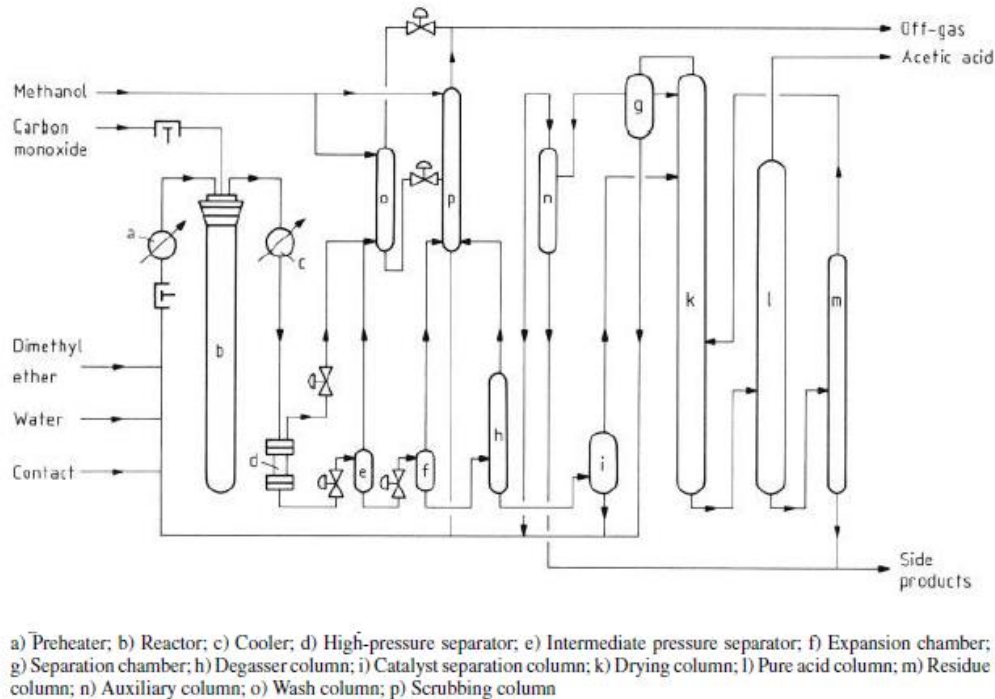 Off-gas
Acetic acid
Methanol
Carbon
monoxide
g
o
p
n
a
c
k
l
m
b
Dimethyl
ether
Water
Contact
d
e
f
h
i
Side
products
a) Preheater; b) Reactor; c) Cooler; d) High-pressure separator; e) Intermediate pressure separator; f) Expansion chamber;
g) Separation chamber; h) Degasser column; i) Catalyst separation column; k) Drying column; l) Pure acid column; m) Residue
column; n) Auxiliary column; o) Wash column; p) Scrubbing column